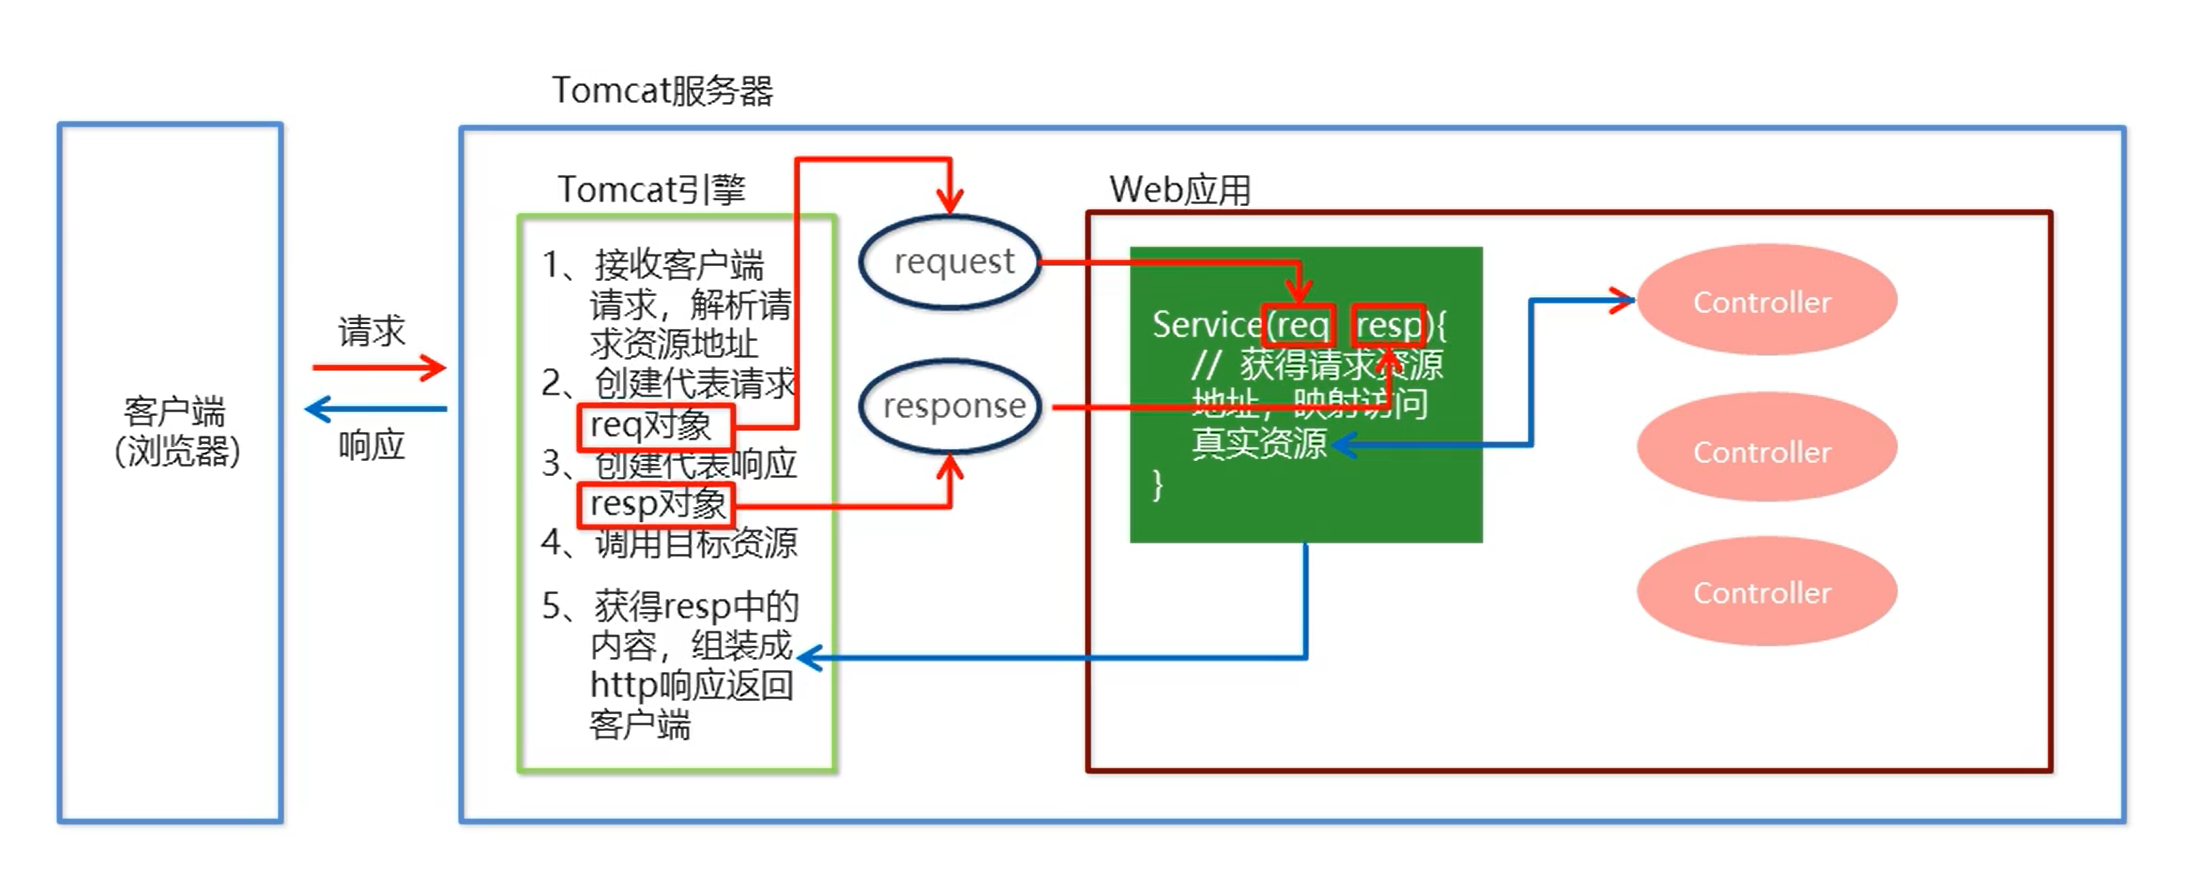 Tomcat服务器
客户端
(浏览器)
请求
响应
Tomcat引擎
1、接收客户端
请求，解析请
求资源地址
2、创建代表请求
req对象
3、创建代表响应
resp对象
4、调用目标资源
5、获得resp中的
内容，组装成
http响应返回
客户端
request
response
Web应用
Service(req resp){
// 获得请求资源
地址，映射访问
真实资源
}
Controller
Controller
Controller